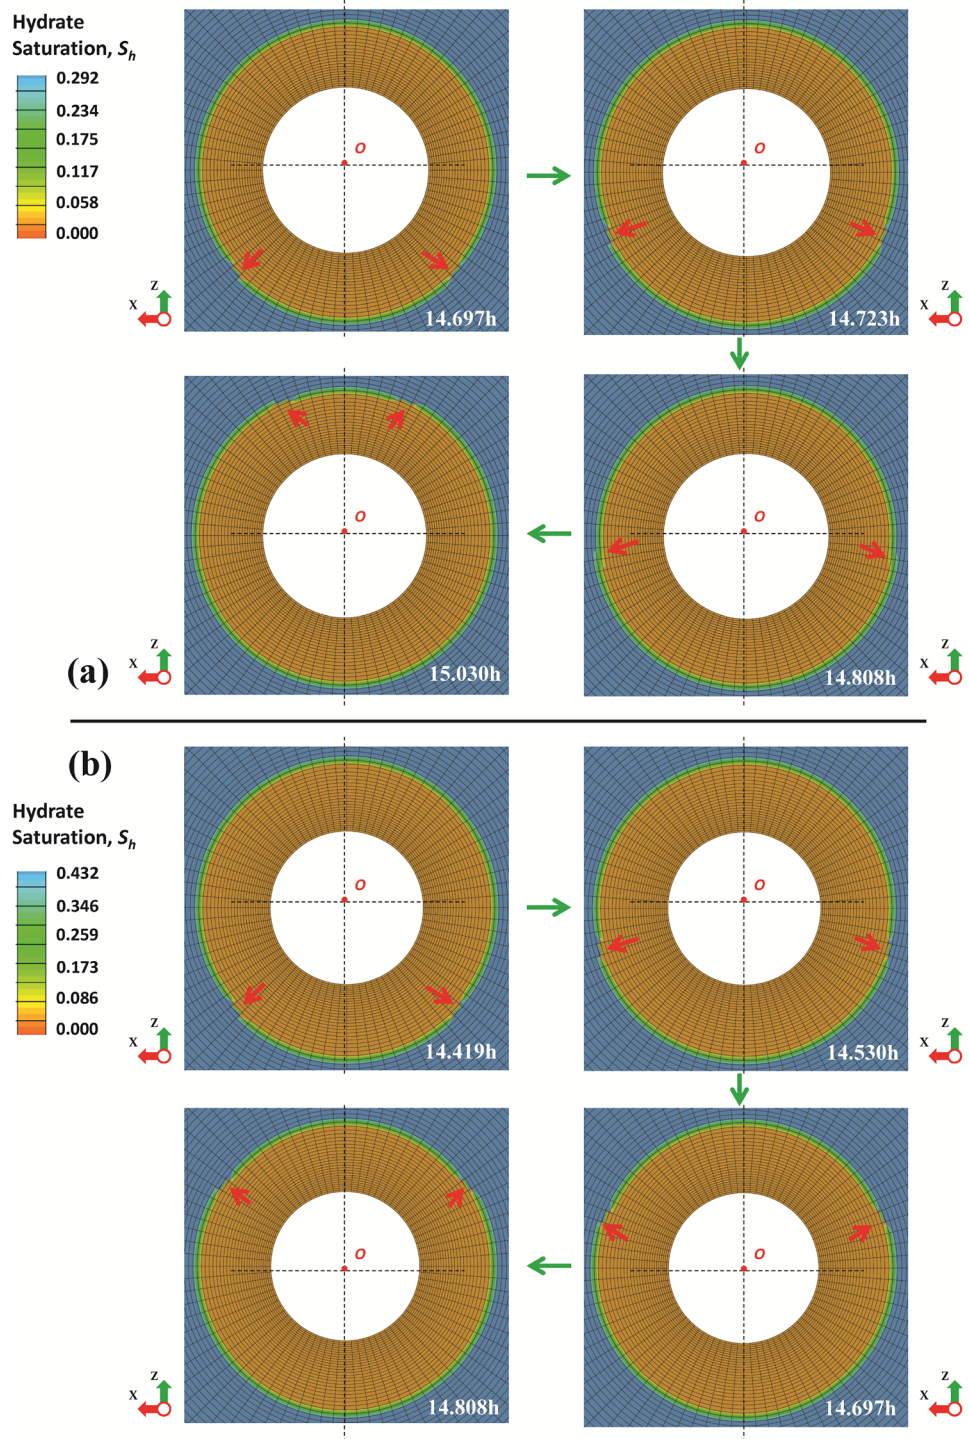 Hydrate
Saturation, Sh
0.292
0.234
0.175
0.117
0.058
0.000
O
14.697h
X
Z
O
14.723h
X
Z
O
15.030h
X
Z
O
14.808h
X
Z
(a)
(b)
Hydrate
Saturation, Sh
0.432
0.346
0.259
0.173
0.086
0.000
O
14.419h
X
Z
O
14.530h
X
Z
O
14.808h
X
Z
O
14.697h
X
Z